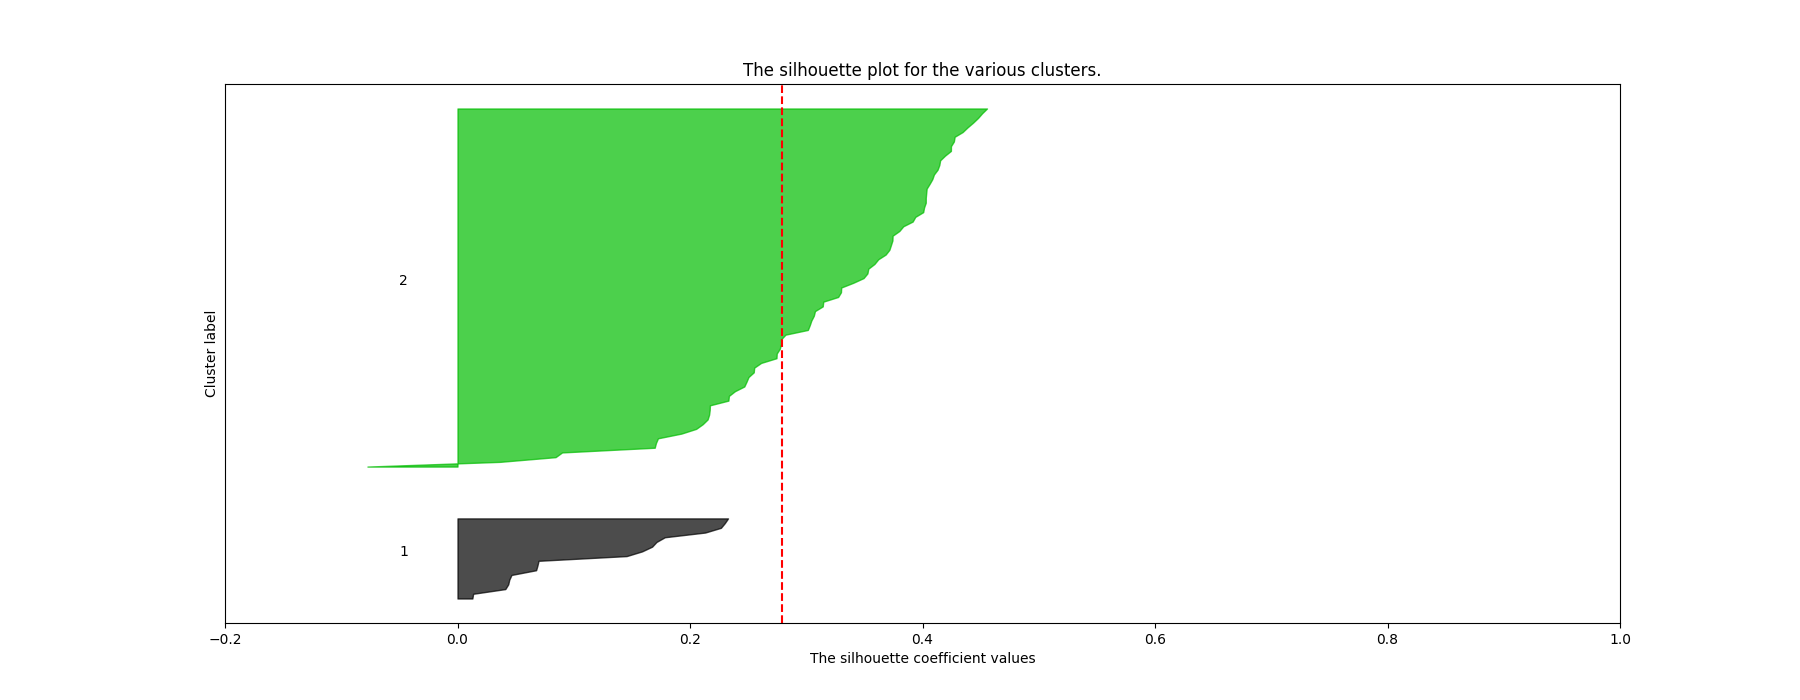 The silhouette plot for the various clusters.
2
Cluster label
1
−0.2 0.0 0.2 0.4 0.6 0.8 1.0
The silhouette coefficient values